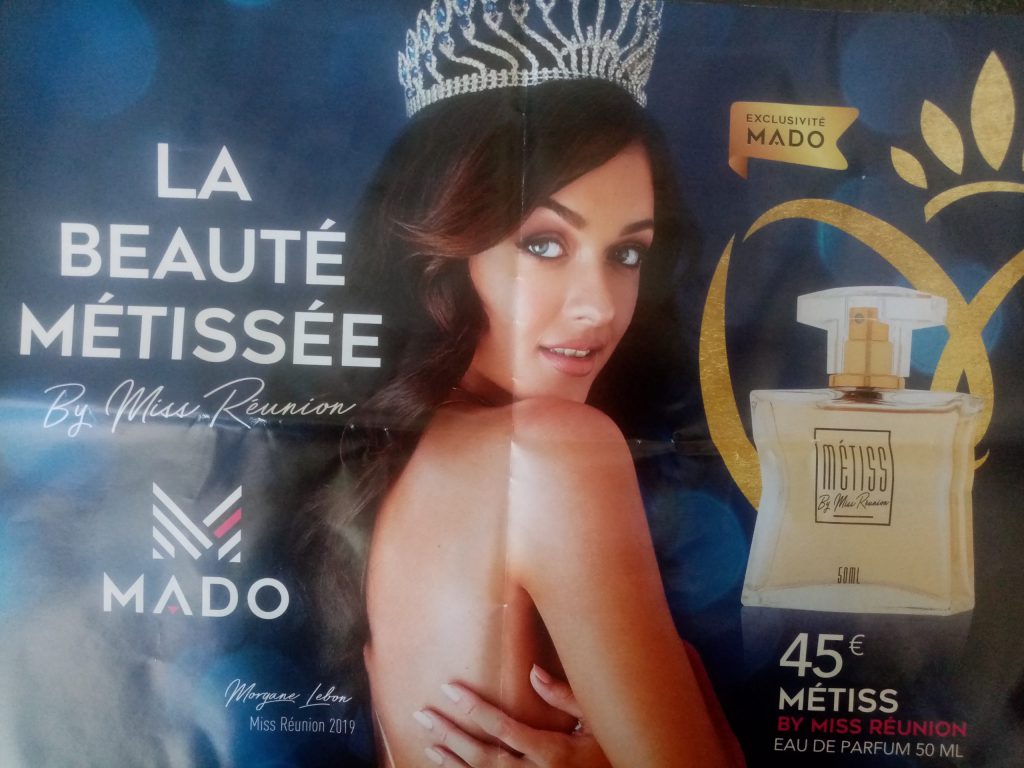 LA
BEAUTÉ
MÉTISSÉE
By Miss Réunion
MADO
Morgane Lebon
Miss Réunion 2019
EXCLUSIVITÉ
MADO
MÉTISS
By Miss Réunion
50ML
45€
MÉTISS
BY MISS RÉUNION
EAU DE PARFUM 50 ML